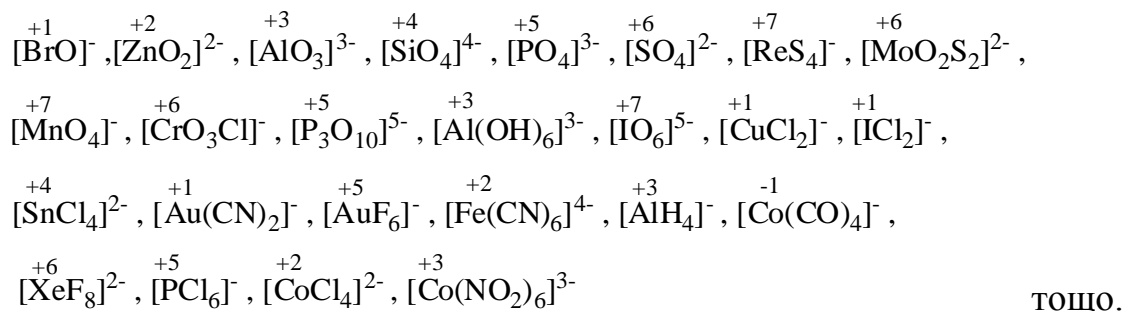 +1 +2 +3 +4 +5 +6 +7 +6
[BrO]⁻ ,[ZnO₂]²⁻ , [AlO₃]³⁻ , [SiO₄]⁴⁻ , [PO₄]³⁻ , [SO₄]²⁻ , [ReS₄]⁻ , [MoO₂S₂]²⁻ ,
+7 +6 +5 +3 +7 +1 +1
[MnO₄]⁻ , [CrO₃Cl]⁻ , [P₃O₁₀]⁵⁻ , [Al(OH)₆]³⁻ , [IO₆]⁵⁻ , [CuCl₂]⁻ , [ICl₂]⁻ ,
+4 +1 +5 +2 +3 -1
[SnCl₄]²⁻ , [Au(CN)₂]⁻ , [AuF₆]⁻ , [Fe(CN)₆]⁴⁻ , [AlH₄]⁻ , [Co(CO)₄]⁻ ,
+6 +5 +2 +3
[XeF₈]²⁻ , [PCl₆]⁻ , [CoCl₄]²⁻ , [Co(NO₂)₆]³⁻ тощо.